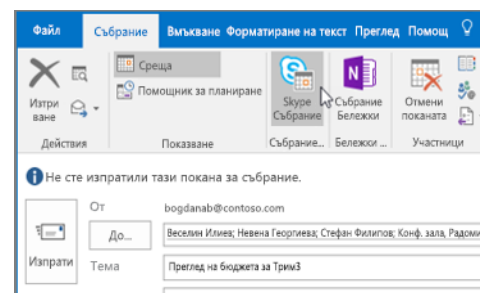 Файл Събрание Вмъкване Форматиране на текст Преглед Помощ
Среща
Помощник за планиране
Изтри
ване
Skype
Събрание
Събрание
Бележки
Отмени
поканата
Действия Показване Събрание... Бележки ... Участници
Не сте изпратили тази покана за събрание.
От bogdanab@contoso.com
До... Веселин Илиев; Невена Георгиева; Стефан Филипов; Конф. зала, Радоми
Изпрати
Тема Преглед на бюджета за Трим3